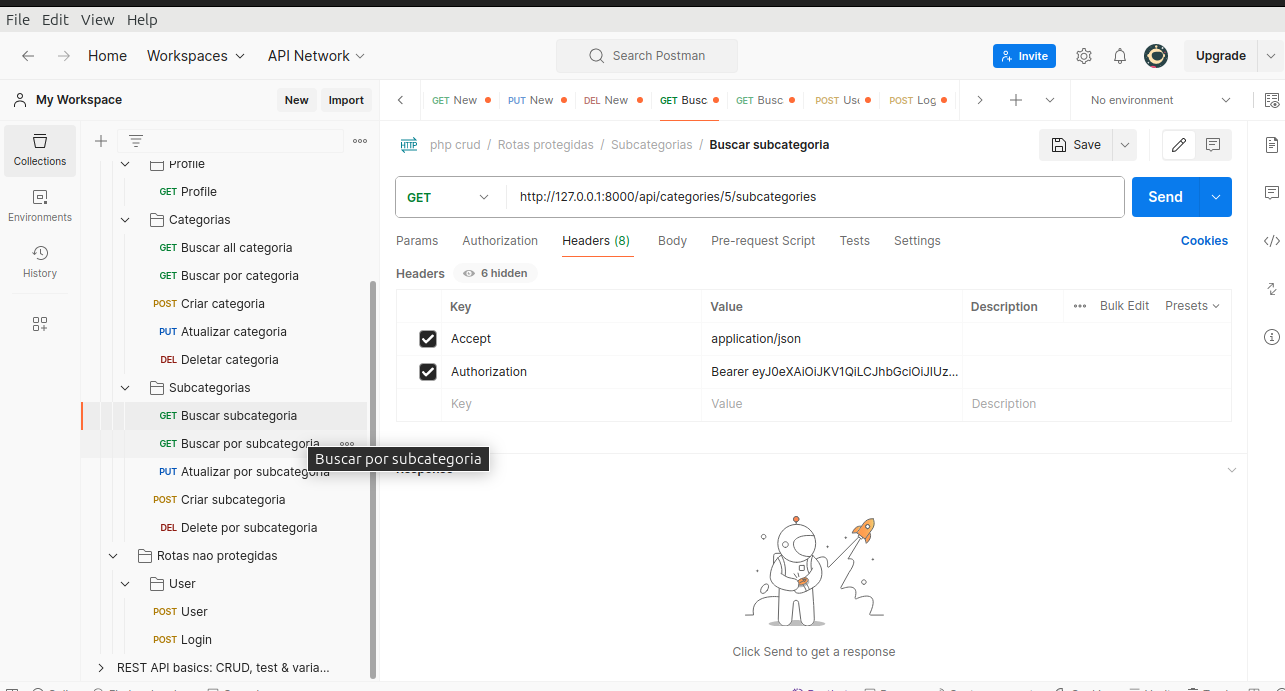 File Edit View Help
Home Workspaces API Network Search Postman Invite Upgrade
My Workspace New Import GET New PUT New DEL New GET Busc GET Busc POST Use POST Log No environment
php crud / Rotas protegidas / Subcategorias / Buscar subcategoria Save
Collections
Environments
History
Profile
GET Profile
Categorias
GET Buscar all categoria
GET Buscar por categoria
POST Criar categoria
PUT Atualizar categoria
DEL Deletar categoria
Subcategorias
GET Buscar subcategoria
GET Buscar por subcategoria
Buscar por subcategoria
PUT Atualizar por subcategoria
POST Criar subcategoria
DEL Delete por subcategoria
Rotas nao protegidas
User
POST User
POST Login
REST API basics: CRUD, test & varia...
GET http://127.0.0.1:8000/api/categories/5/subcategories Send
Params Authorization Headers (8) Body Pre-request Script Tests Settings Cookies
Headers 6 hidden
Key Value Description Bulk Edit Presets
Accept application/json
Authorization Bearer eyJ0eXAiOiJKV1QiLCJhbGciOiJIUz...
Key Value Description
Response
Click Send to get a response